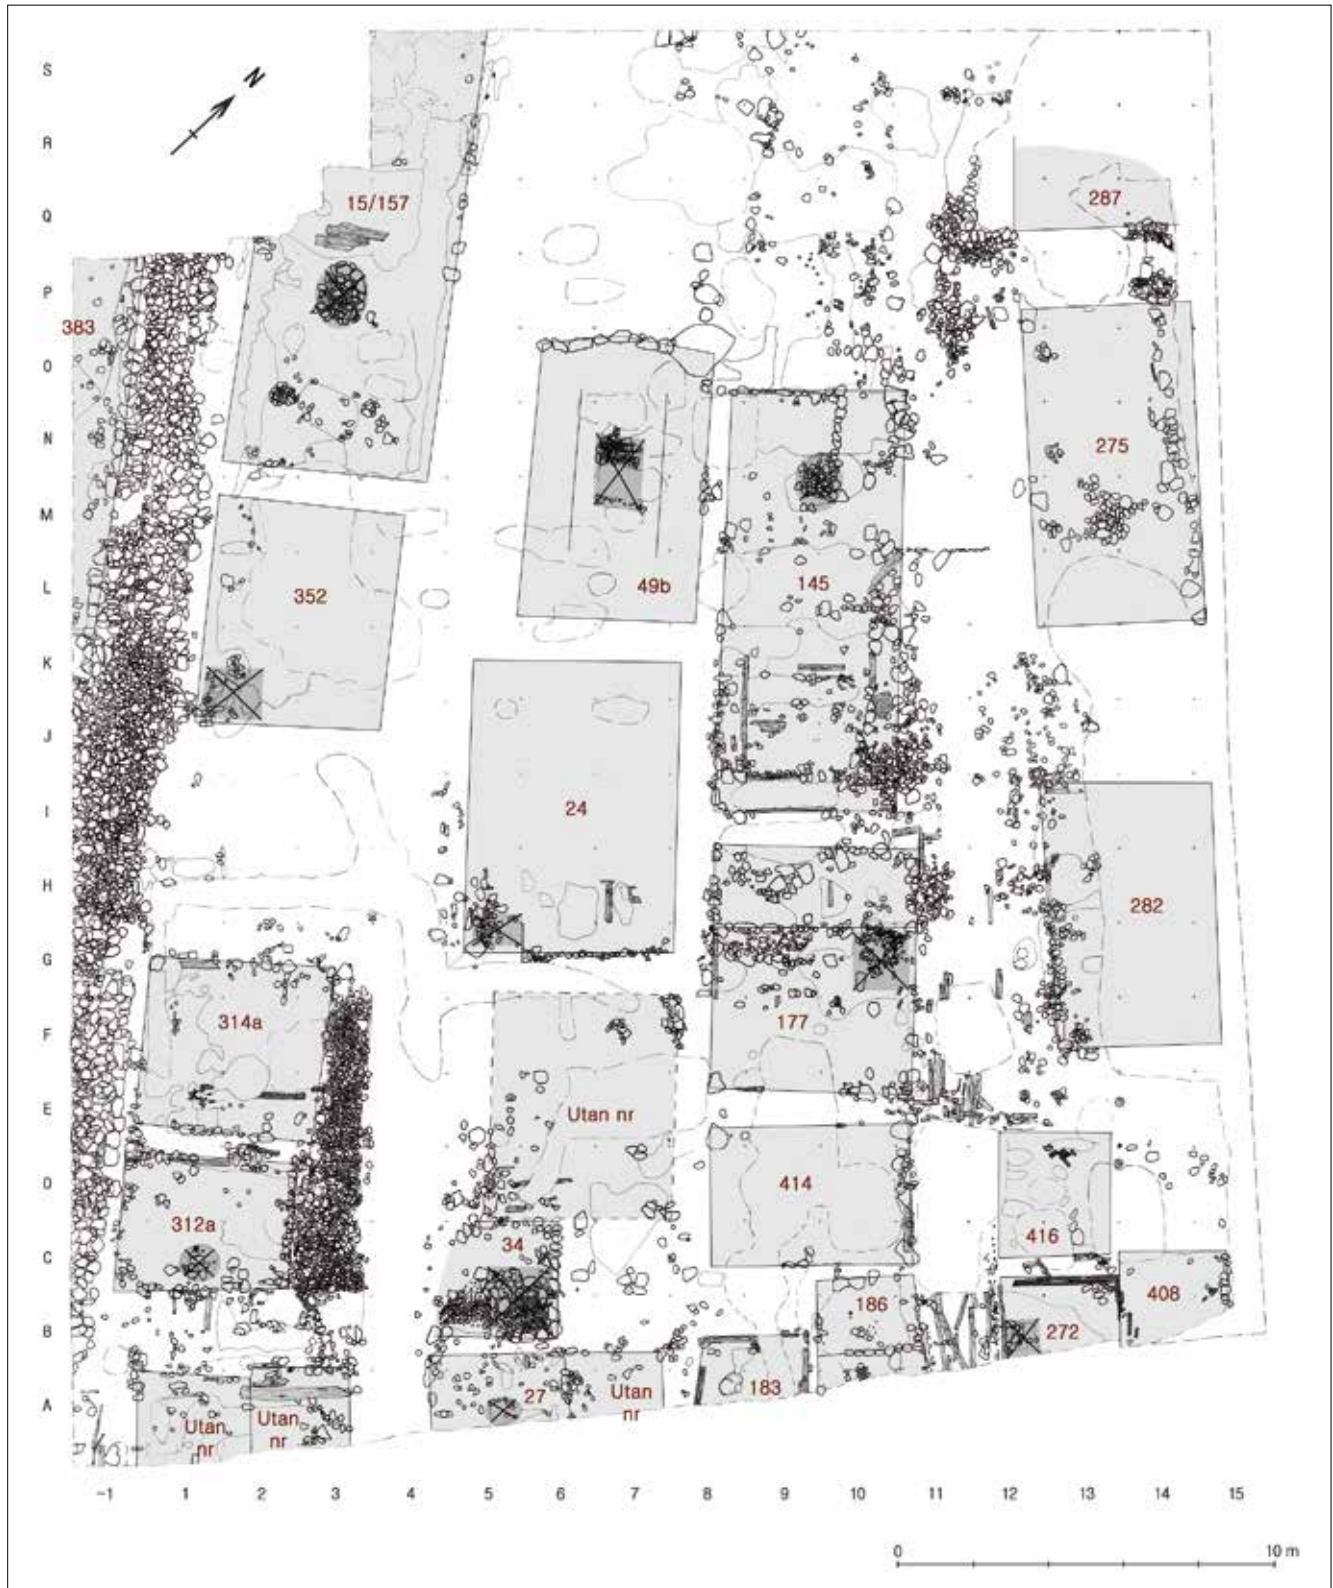 S
N
R
15/157
287
Q
P
383
O
N
275
M
L
352
49b
145
K
J
I
24
H
282
G
314a
177
F
E
Utan nr
D
414
312a
34
416
C
186
408
B
272
27
Utan
nr
183
A
Utan
nr
Utan
nr
-1 1 2 3 4 5 6 7 8 9 10 11 12 13 14 15
0 10 m